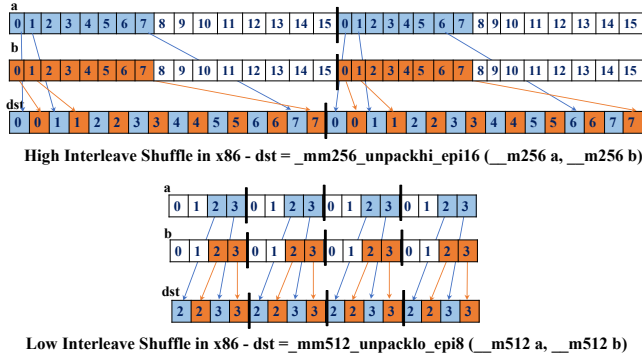 a
0 1 2 3 4 5 6 7 8 9 10 11 12 13 14 15 0 1 2 3 4 5 6 7 8 9 10 11 12 13 14 15
b
0 1 2 3 4 5 6 7 8 9 10 11 12 13 14 15 0 1 2 3 4 5 6 7 8 9 10 11 12 13 14 15
dst
0 0 1 1 2 2 3 3 4 4 5 5 6 6 7 7 0 0 1 1 2 2 3 3 4 4 5 5 6 6 7 7
High Interleave Shuffle in x86 - dst = _mm256_unpackhi_epi16 (__m256 a, __m256 b)
a
0 1 2 3 0 1 2 3 0 1 2 3 0 1 2 3
b
0 1 2 3 0 1 2 3 0 1 2 3 0 1 2 3
dst
2 2 3 3 2 2 3 3 2 2 3 3 2 2 3 3
Low Interleave Shuffle in x86 - dst =_mm512_unpacklo_epi8 (__m512 a, __m512 b)